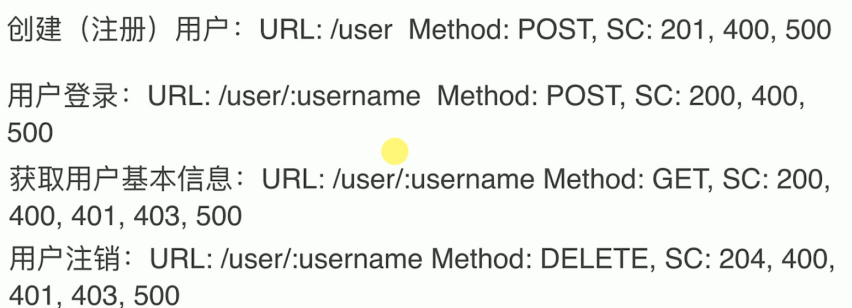 创建（注册）用户：URL: /user  Method: POST, SC: 201, 400, 500
用户登录：URL: /user/:username  Method: POST, SC: 200, 400,
500
获取用户基本信息：URL: /user/:username Method: GET, SC: 200,
400, 401, 403, 500
用户注销：URL: /user/:username Method: DELETE, SC: 204, 400,
401, 403, 500